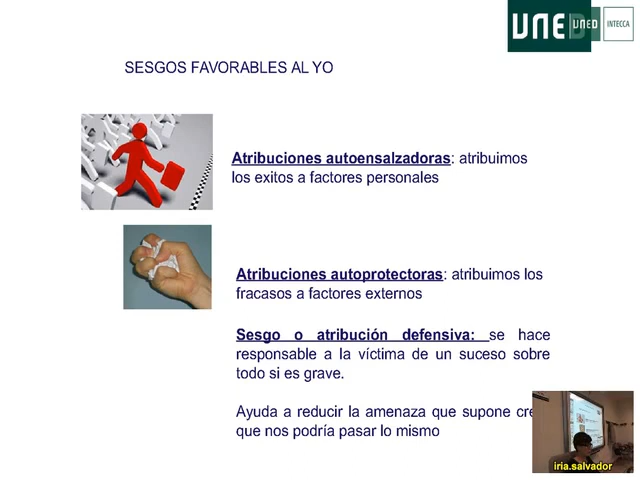 UNED
UNED
INTECCA
SESGOS FAVORABLES AL YO
Atribuciones autoensalzadoras: atribuimos
los exitos a factores personales
Atribuciones autoprotectoras: atribuimos los
fracasos a factores externos
Sesgo o atribución defensiva: se hace
responsable a la víctima de un suceso sobre
todo si es grave.
Ayuda a reducir la amenaza que supone
que nos podría pasar lo mismo
iria.salvador